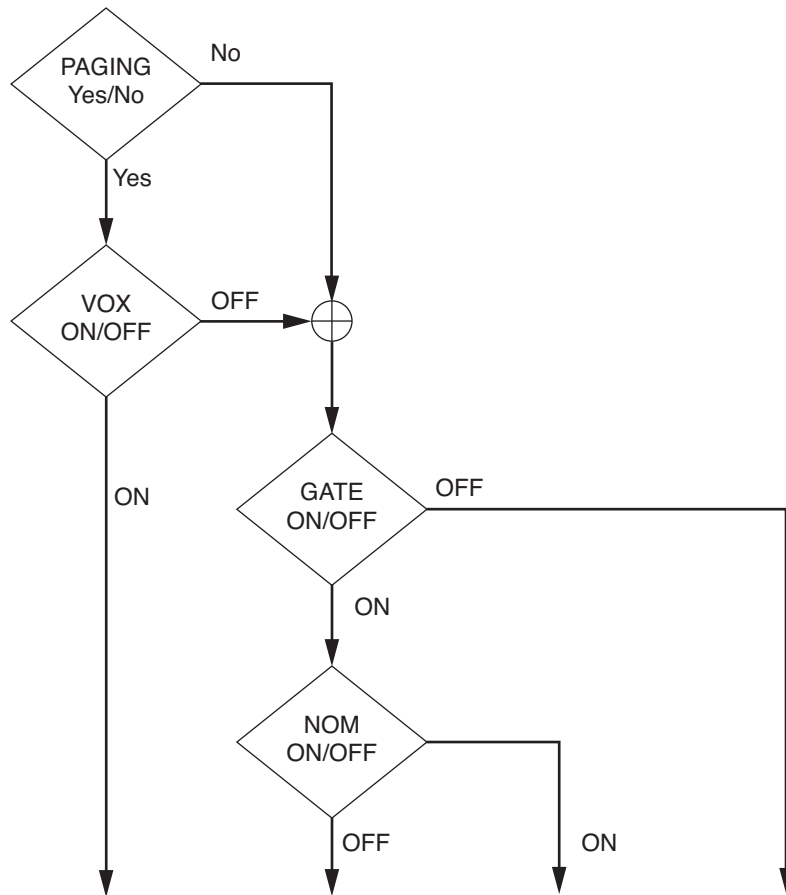 PAGING
Yes/No
No
Yes
VOX
ON/OFF
OFF
ON
GATE
ON/OFF
OFF
ON
NOM
ON/OFF
OFF
ON